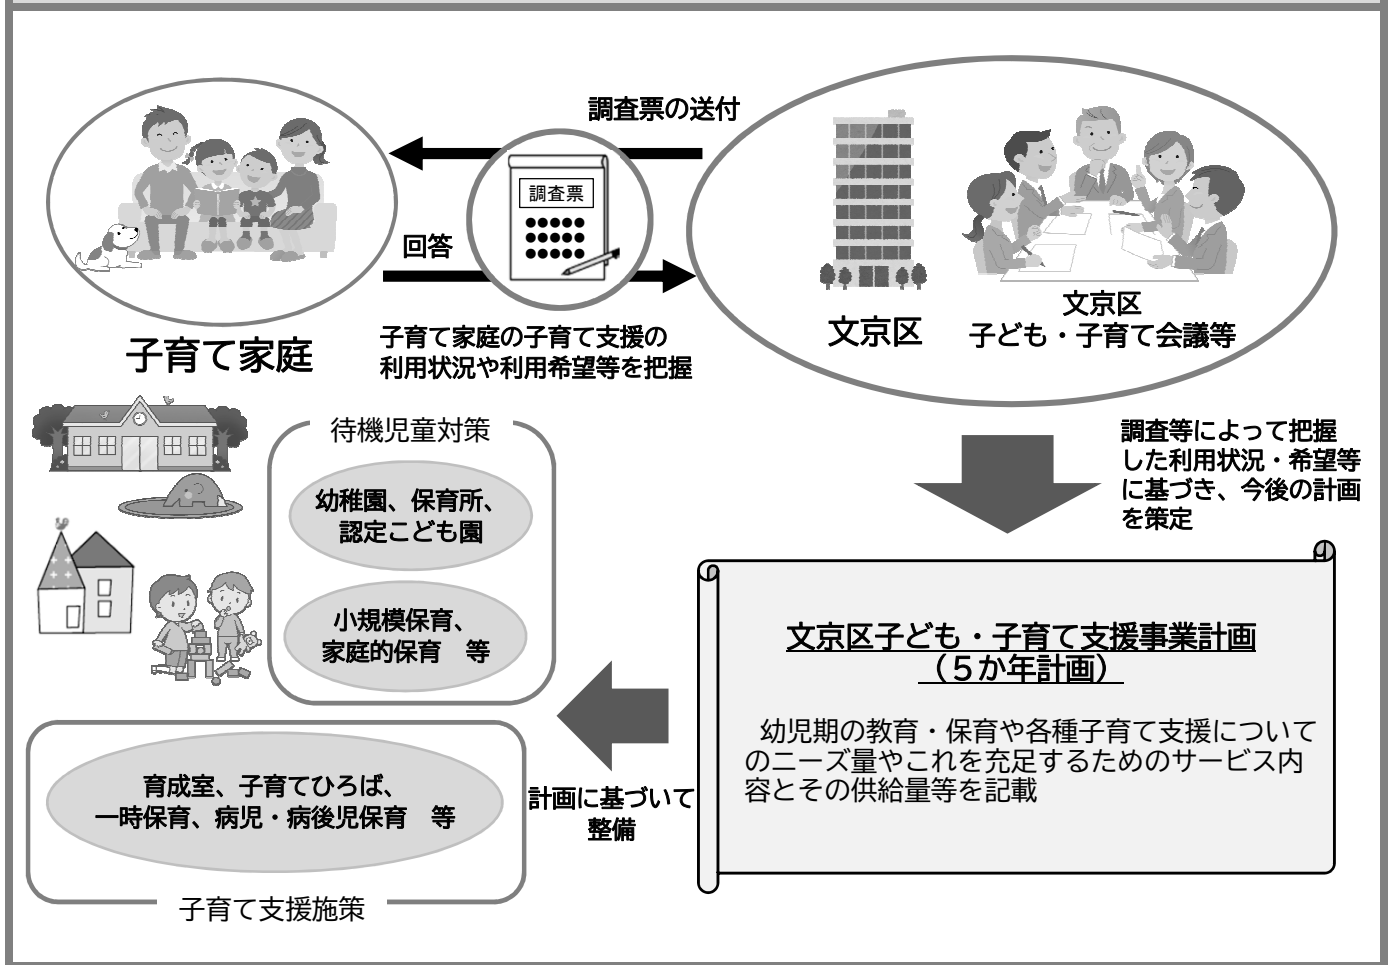 調査票の送付
調査票
回答
子育て家庭
子育て家庭の子育て支援の
利用状況や利用希望等を把握
文京区
文京区
子ども・子育て会議等
調査等によって把握
した利用状況・希望等
に基づき、今後の計画
を策定
待機児童対策
幼稚園、保育所、
認定こども園
小規模保育、
家庭的保育　等
文京区子ども・子育て支援事業計画
（５か年計画）
幼児期の教育・保育や各種子育て支援について
のニーズ量やこれを充足するためのサービス内
容とその供給量等を記載
計画に基づいて
整備
育成室、子育てひろば、
一時保育、病児・病後児保育　等
子育て支援施策